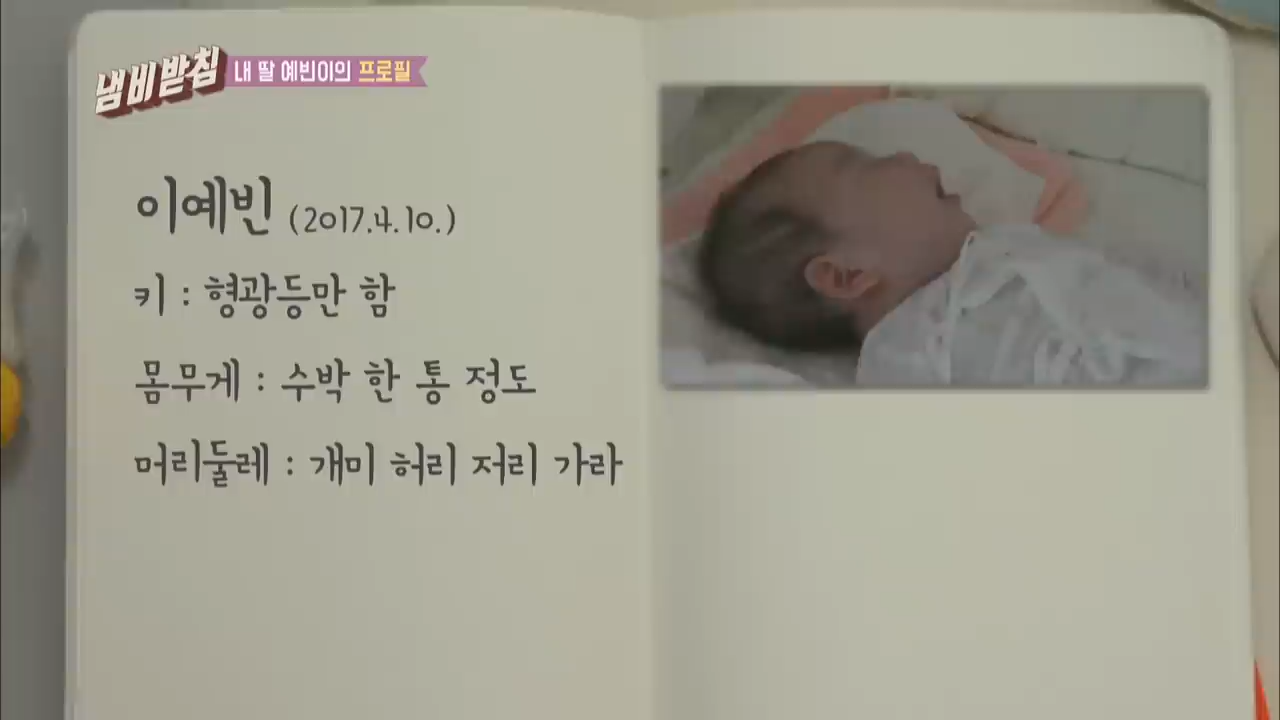 냄비받침
내 딸 예빈이의 프로필
이예빈 (2017.4.10.)
키 : 형광등만 함
몸무게 : 수박 한 통 정도
머리둘레 : 개미 허리 저리 가라